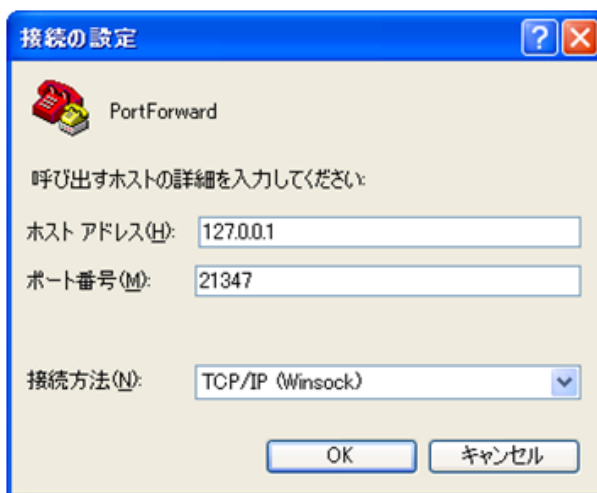 接続の設定
PortForward
呼び出すホストの詳細を入力してください:
ホスト アドレス(H): 127.0.0.1
ポート番号(M): 21347
接続方法(N): TCP/IP (Winsock)
OK キャンセル